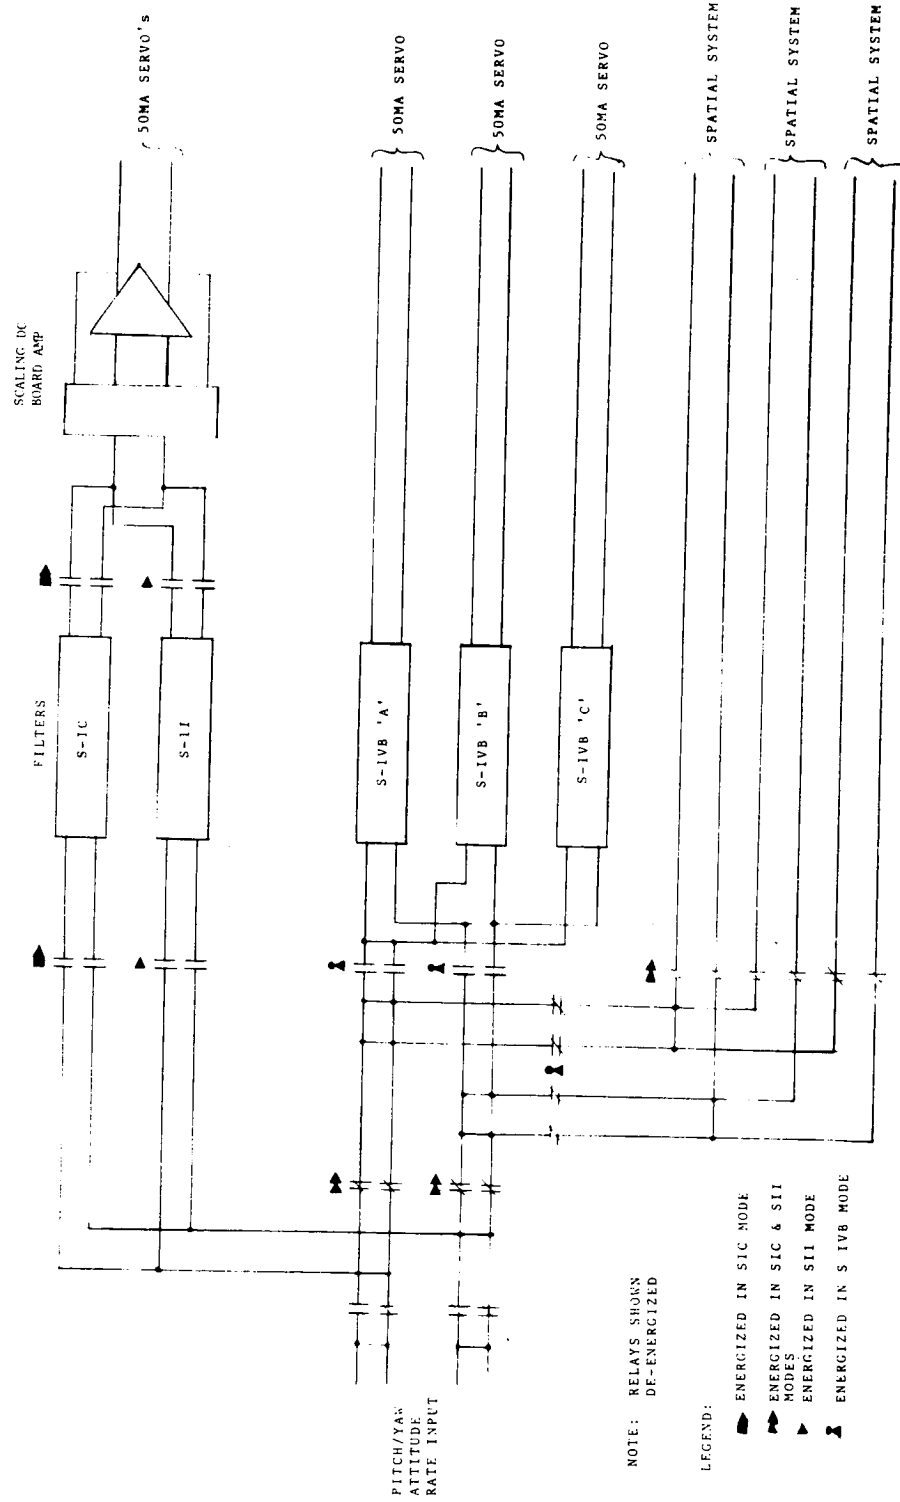 SCALING DC
BOARD AMP
50MA SERVO's
FILTERS
S-IC
S-II
S-IVB 'A'
50MA SERVO
S-IVB 'B'
50MA SERVO
S-IVB 'C'
50MA SERVO
SPATIAL SYSTEM
SPATIAL SYSTEM
SPATIAL SYSTEM
PITCH/YAW
ATTITUDE
RATE INPUT
NOTE: RELAYS SHOWN
DE-ENERGIZED
LEGEND:
ENERGIZED IN SIC MODE
ENERGIZED IN SIC & SII
MODES
ENERGIZED IN SII MODE
ENERGIZED IN S IVB MODE